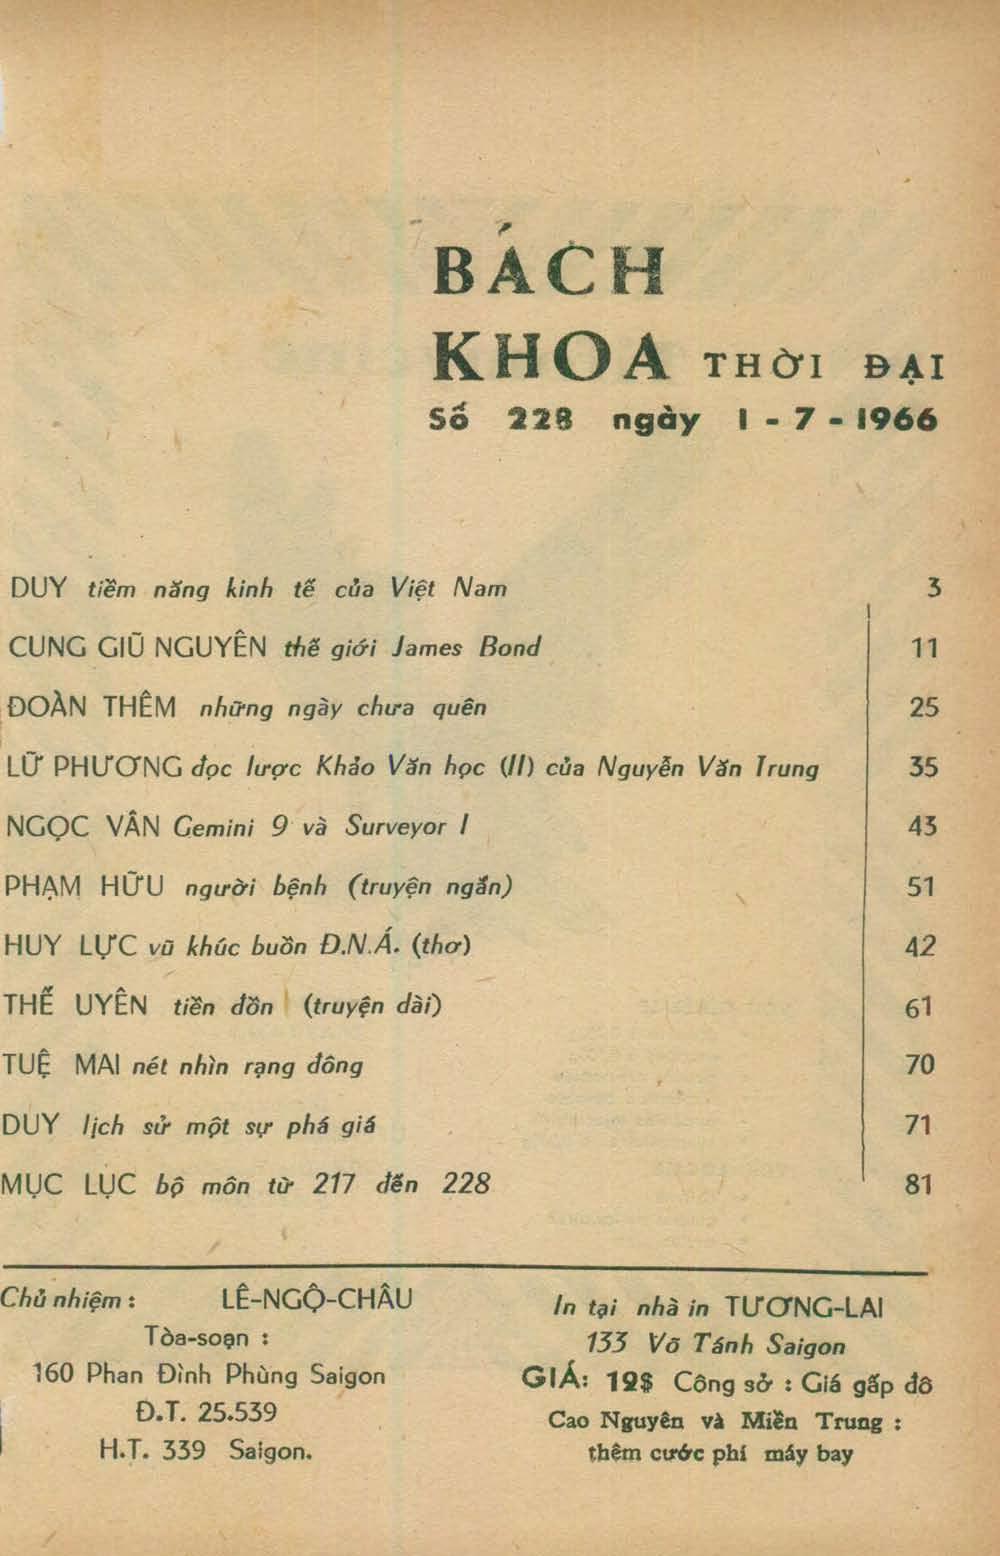 BÁCH
KHOA THỜI ĐẠI
Số 228 ngày 1 - 7 - 1966
DUY tiềm năng kinh tế của Việt Nam 3
CUNG GIŨ NGUYÊN thế giới James Bond 11
ĐOÀN THÊM những ngày chưa quên 25
LỮ PHƯƠNG đọc lược Khảo Văn học (II) của Nguyễn Văn Trung 35
NGỌC VÂN Gemini 9 và Surveyor I 43
PHẠM HỮU người bệnh (truyện ngắn) 51
HUY LỰC vũ khúc buồn Đ.N.Á. (thơ) 42
THẾ UYÊN tiền đồn (truyện dài) 61
TUỆ MAI nét nhìn rạng đông 70
DUY lịch sử một sự phá giá 71
MỤC LỤC bộ môn từ 217 đến 228 81
Chủ nhiệm : LÊ-NGỘ-CHÂU
Tòa-soạn :
160 Phan Đình Phùng Saigon
Đ.T. 25.539
H.T. 339 Saigon.
In tại nhà in TƯƠNG-LAI
133 Võ Tánh Saigon
GIÁ: 12$ Công sở : Giá gấp đô
Cao Nguyên và Miền Trung :
thêm cước phí máy bay